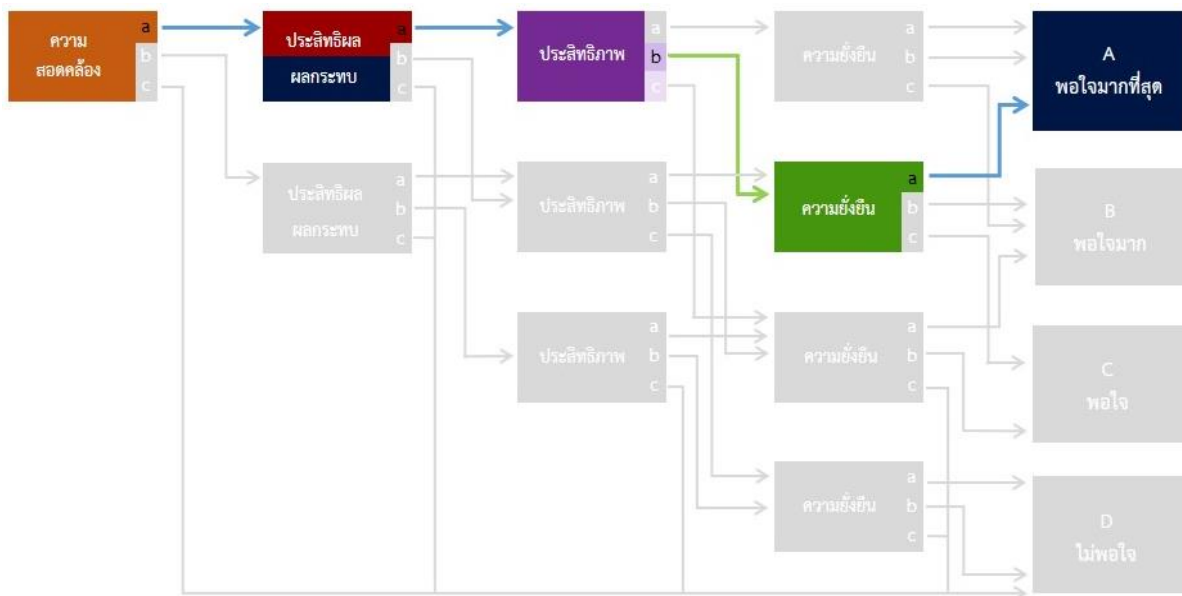 ความ
สอดคล้อง
a
b
c
ประสิทธิผล
ผลกระทบ
a
b
c
ประสิทธิภาพ
a
b
c
ความยั่งยืน
a
b
c
A
พอใจมากที่สุด
ประสิทธิผล
ผลกระทบ
a
b
c
ประสิทธิภาพ
a
b
c
ความยั่งยืน
a
b
c
B
พอใจมาก
ประสิทธิภาพ
a
b
c
ความยั่งยืน
a
b
c
C
พอใจ
ความยั่งยืน
a
b
c
D
ไม่พอใจ